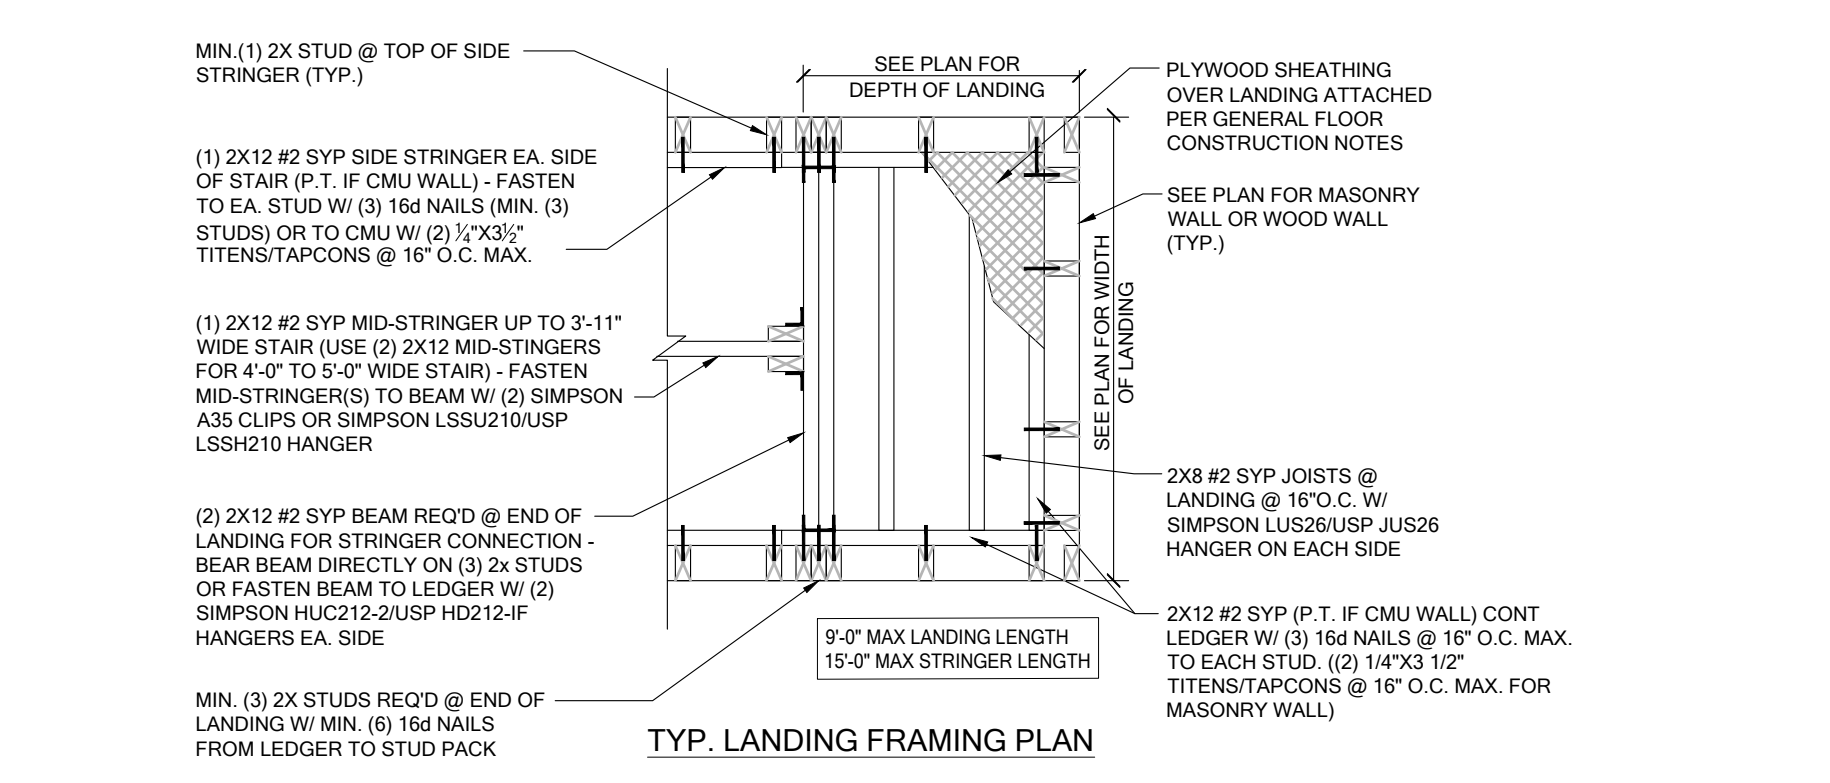 MIN.(1) 2X STUD @ TOP OF SIDE
STRINGER (TYP.)
(1) 2X12 #2 SYP SIDE STRINGER EA. SIDE
OF STAIR (P.T. IF CMU WALL) - FASTEN
TO EA. STUD W/ (3) 16d NAILS (MIN. (3)
STUDS) OR TO CMU W/ (2) 1/4"X3 1/2"
TITENS/TAPCONS @ 16" O.C. MAX.
(1) 2X12 #2 SYP MID-STRINGER UP TO 3'-11"
WIDE STAIR (USE (2) 2X12 MID-STINGERS
FOR 4'-0" TO 5'-0" WIDE STAIR) - FASTEN
MID-STRINGER(S) TO BEAM W/ (2) SIMPSON
A35 CLIPS OR SIMPSON LSSU210/USP
LSSH210 HANGER
(2) 2X12 #2 SYP BEAM REQ'D @ END OF
LANDING FOR STRINGER CONNECTION -
BEAR BEAM DIRECTLY ON (3) 2x STUDS
OR FASTEN BEAM TO LEDGER W/ (2)
SIMPSON HUC212-2/USP HD212-IF
HANGERS EA. SIDE
MIN. (3) 2X STUDS REQ'D @ END OF
LANDING W/ MIN. (6) 16d NAILS
FROM LEDGER TO STUD PACK
SEE PLAN FOR
DEPTH OF LANDING
SEE PLAN FOR WIDTH
OF LANDING
PLYWOOD SHEATHING
OVER LANDING ATTACHED
PER GENERAL FLOOR
CONSTRUCTION NOTES
SEE PLAN FOR MASONRY
WALL OR WOOD WALL
(TYP.)
2X8 #2 SYP JOISTS @
LANDING @ 16"O.C. W/
SIMPSON LUS26/USP JUS26
HANGER ON EACH SIDE
2X12 #2 SYP (P.T. IF CMU WALL) CONT
LEDGER W/ (3) 16d NAILS @ 16" O.C. MAX.
TO EACH STUD. ((2) 1/4"X3 1/2"
TITENS/TAPCONS @ 16" O.C. MAX. FOR
MASONRY WALL)
9'-0" MAX LANDING LENGTH
15'-0" MAX STRINGER LENGTH
TYP. LANDING FRAMING PLAN